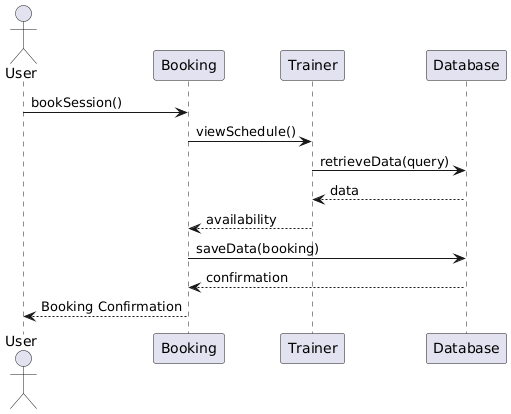 User
Booking
Trainer
Database
bookSession()
viewSchedule()
retrieveData(query)
data
availability
saveData(booking)
confirmation
Booking Confirmation
User
Booking
Trainer
Database